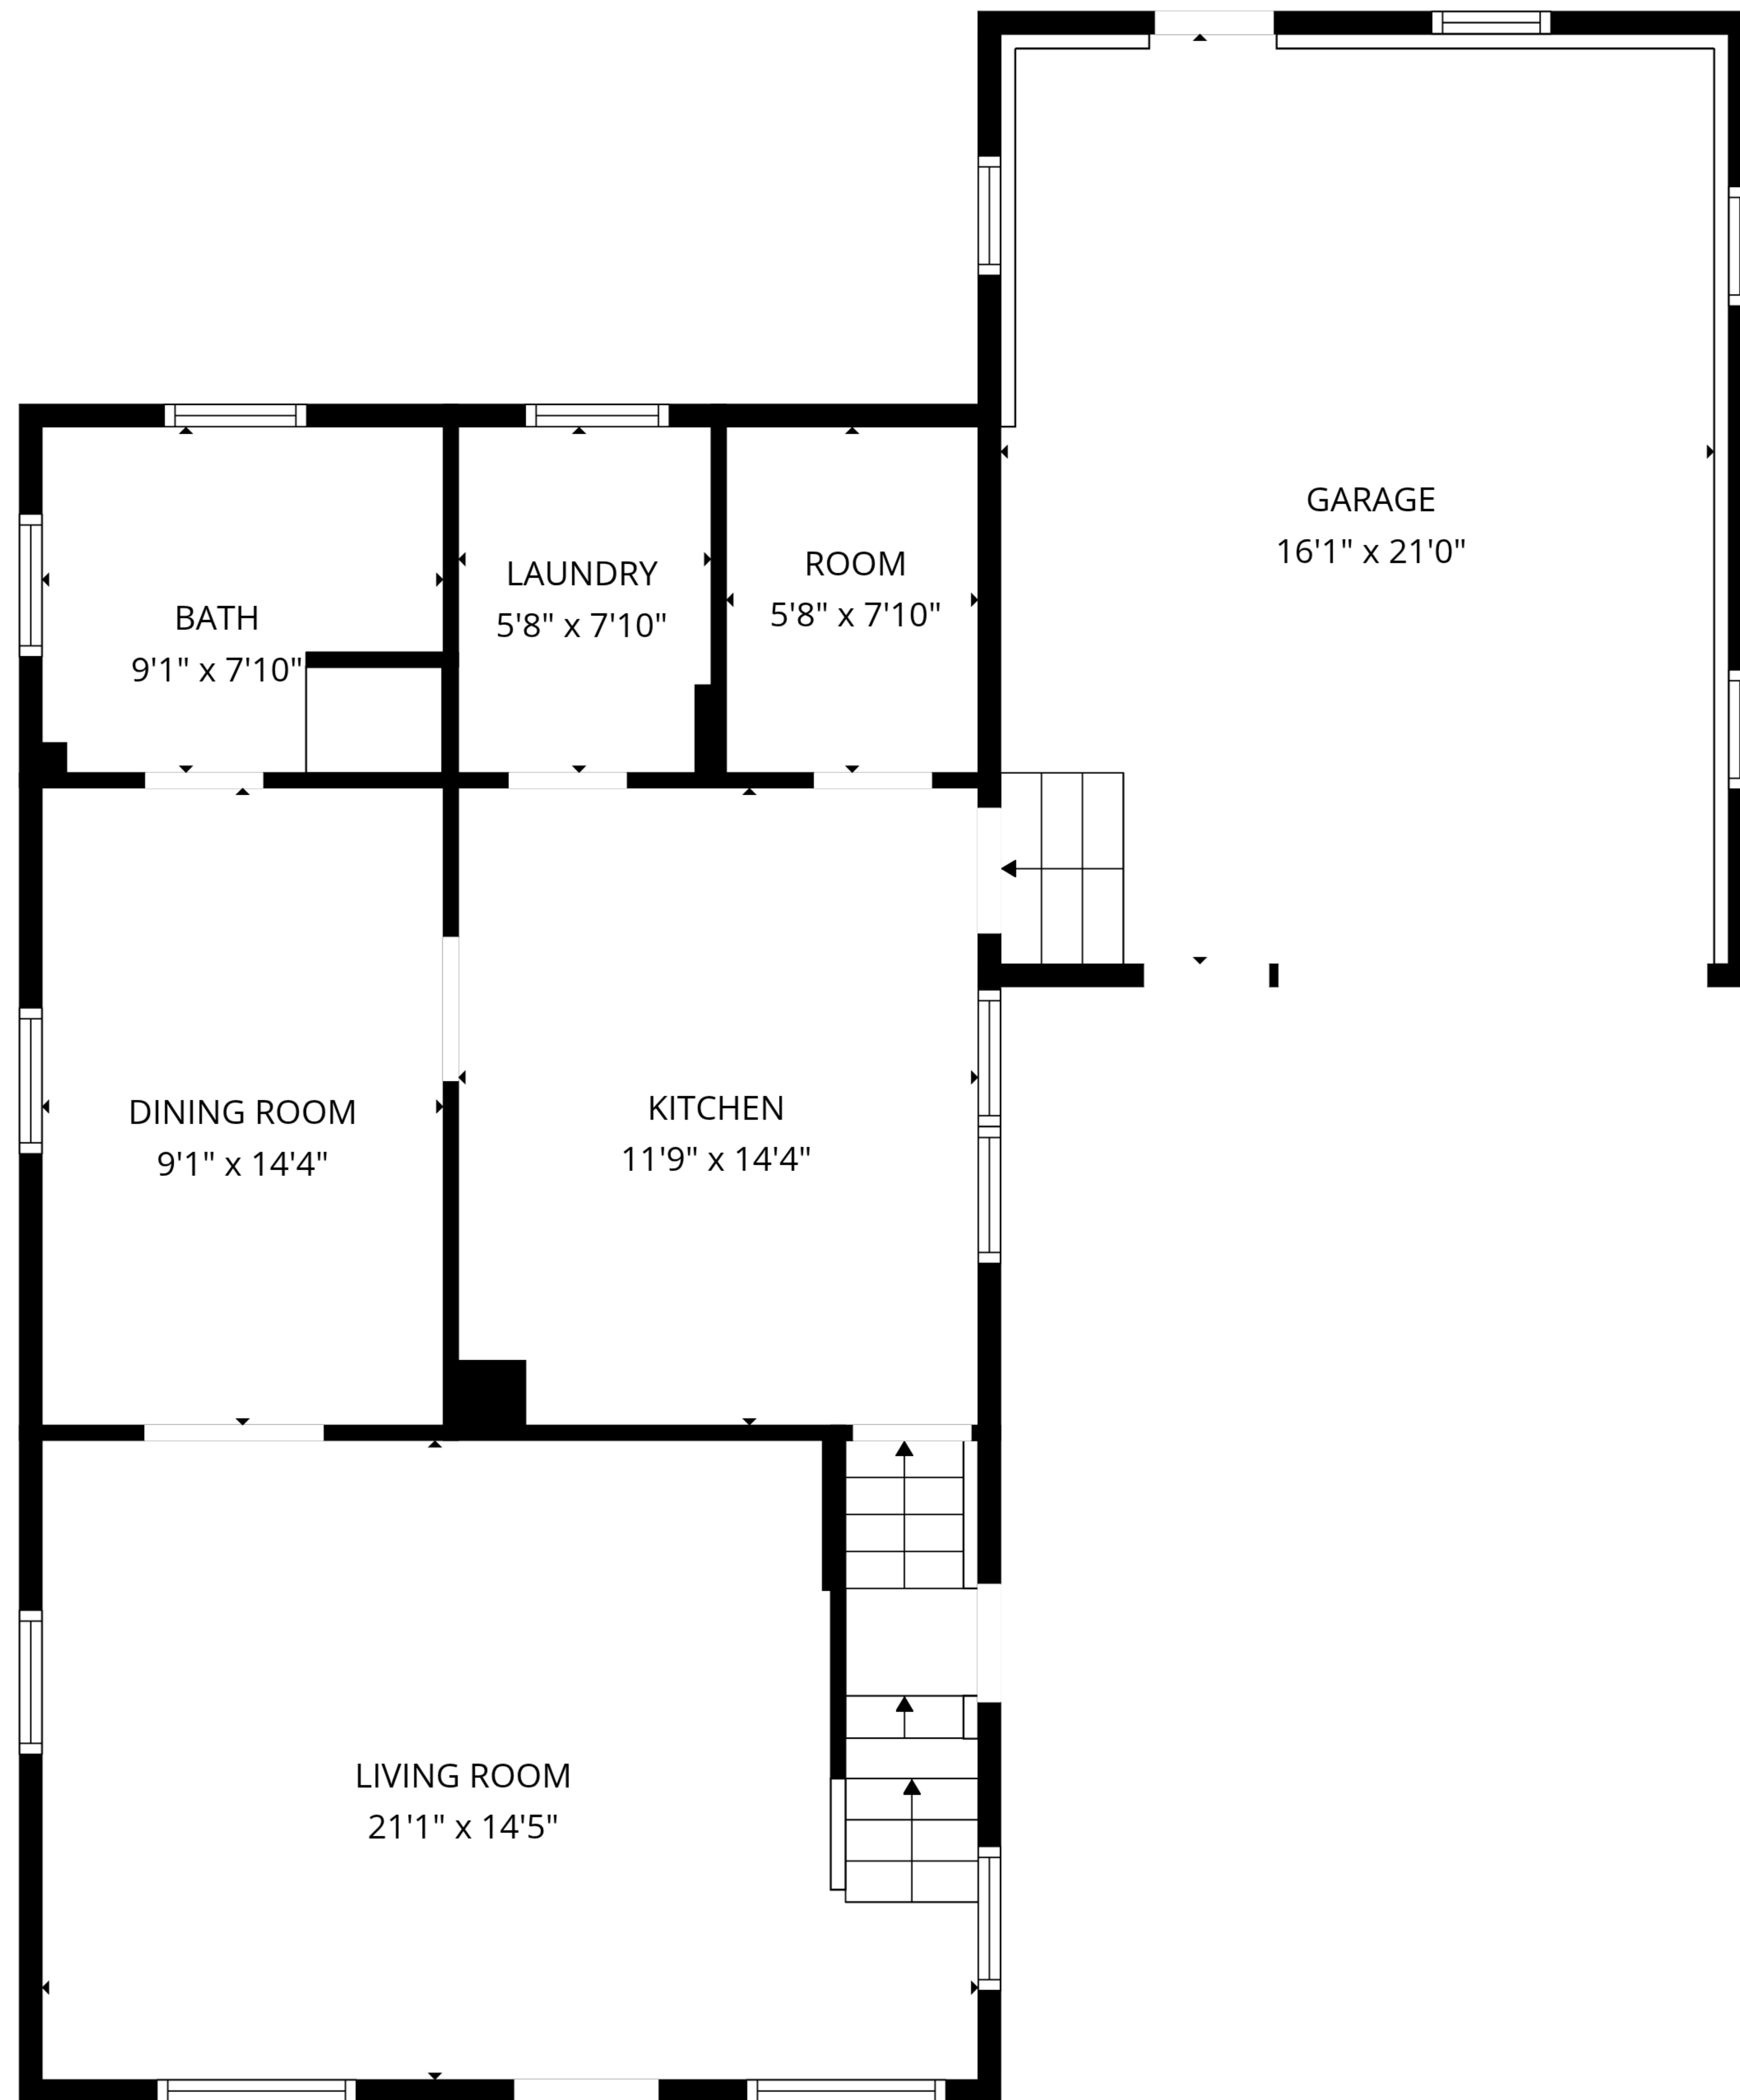 GARAGE
16'1" x 21'0"
LAUNDRY
5'8" x 7'10"
ROOM
5'8" x 7'10"
BATH
9'1" x 7'10"
DINING ROOM
9'1" x 14'4"
KITCHEN
11'9" x 14'4"
LIVING ROOM
21'1" x 14'5"